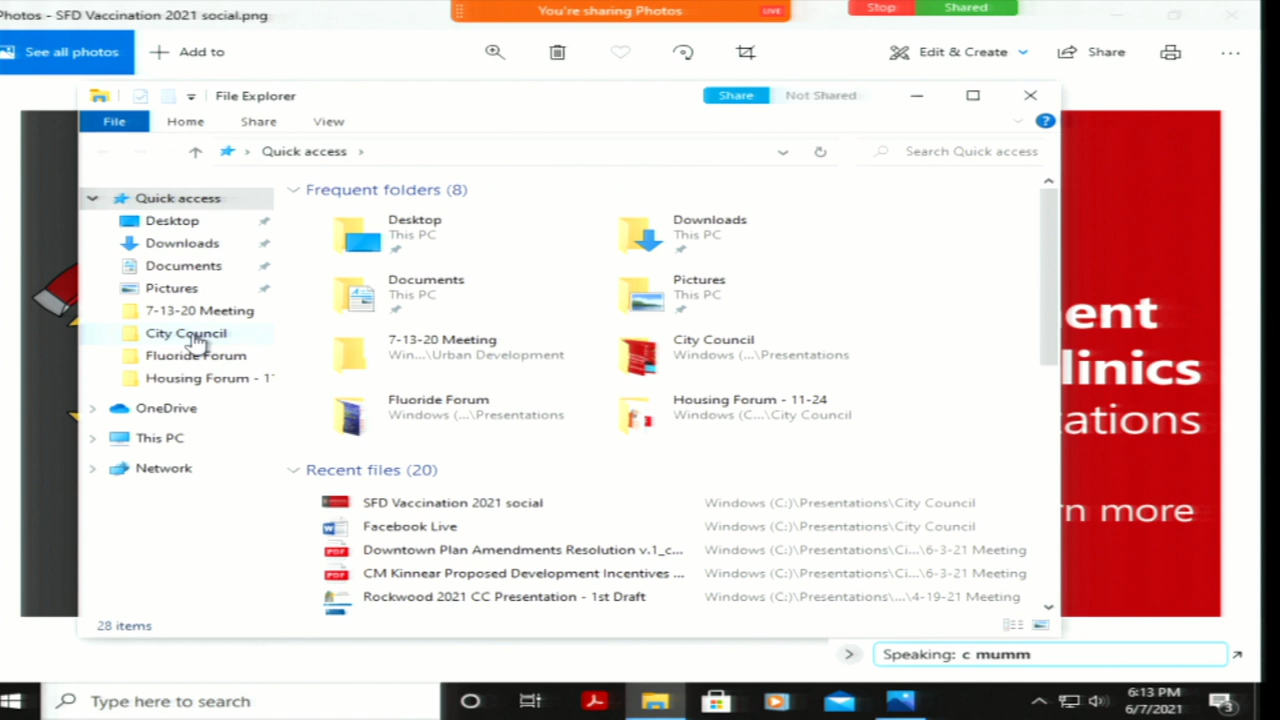 Photos - SFD Vaccination 2021 social.png
You're sharing Photos
LIVE
Stop
Shared
See all photos
Add to
Edit & Create
Share
File Explorer
Share
Not Shared
File
Home
Share
View
Quick access
Search Quick access
Quick access
Desktop
Downloads
Documents
Pictures
7-13-20 Meeting
City Council
Fluoride Forum
Housing Forum - 1
OneDrive
This PC
Network
Frequent folders (8)
Desktop
This PC
Downloads
This PC
Documents
This PC
Pictures
This PC
7-13-20 Meeting
Win...\Urban Development
City Council
Windows (...\Presentations
Fluoride Forum
Windows (...\Presentations
Housing Forum - 11-24
Windows (C...\City Council
Recent files (20)
SFD Vaccination 2021 social Windows (C:)\Presentations\City Council
Facebook Live Windows (C:)\Presentations\City Council
Downtown Plan Amendments Resolution v.1_c... Windows (C:)\Presentations\Ci...\6-3-21 Meeting
CM Kinnear Proposed Development Incentives ... Windows (C:)\Presentations\Ci...\6-3-21 Meeting
Rockwood 2021 CC Presentation - 1st Draft Windows (C:)\Presentations\...\4-19-21 Meeting
28 items
ent
linics
tations
rn more
Speaking: c mumm
Type here to search
6:13 PM
6/7/2021
3